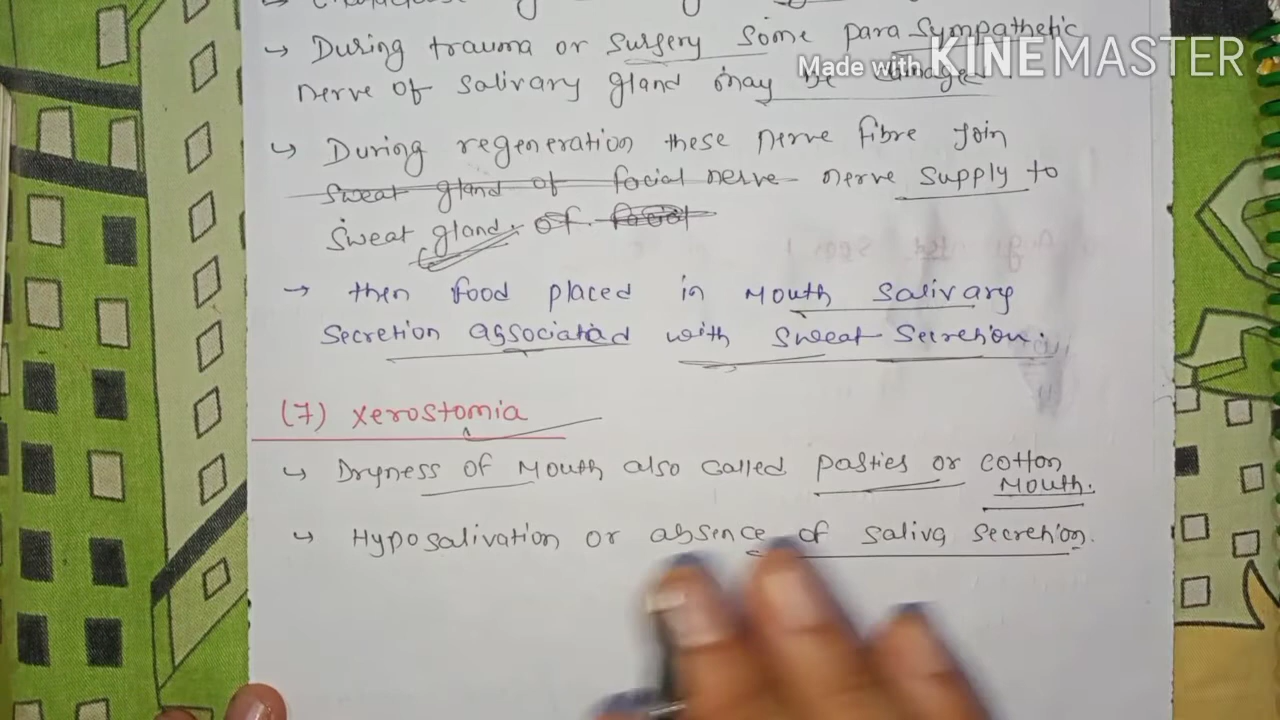 → During trauma or surgery some para sympathetic
Made with KINEMASTER
nerve of salivary gland may be damaged.
↳ During regeneration these nerve fibre join
sweat gland of facial nerve nerve supply to
sweat gland. of
→ then food placed in mouth salivary
secretion associatad with sweat secretion.
(7) Xerostomia
↳ Dryness of Mouth also called pasties or cotton
Mouth.
↳ Hyposalivation or absence of saliva secretion.